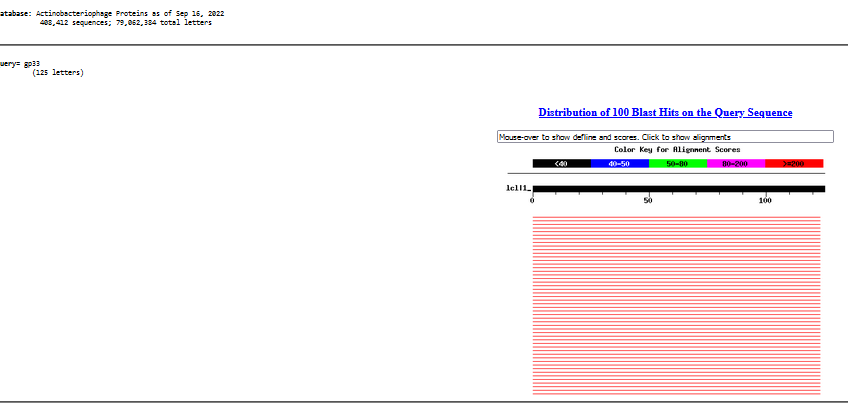 atabase: Actinobacteriophage Proteins as of Sep 16, 2022
408,412 sequences; 79,062,384 total letters
uery= gp33
(125 letters)
Distribution of 100 Blast Hits on the Query Sequence
Mouse-over to show defline and scores. Click to show alignments
Color Key for Alignment Scores
<40 40-50 50-80 80-200 >=200
lcl|1_
0 50 100